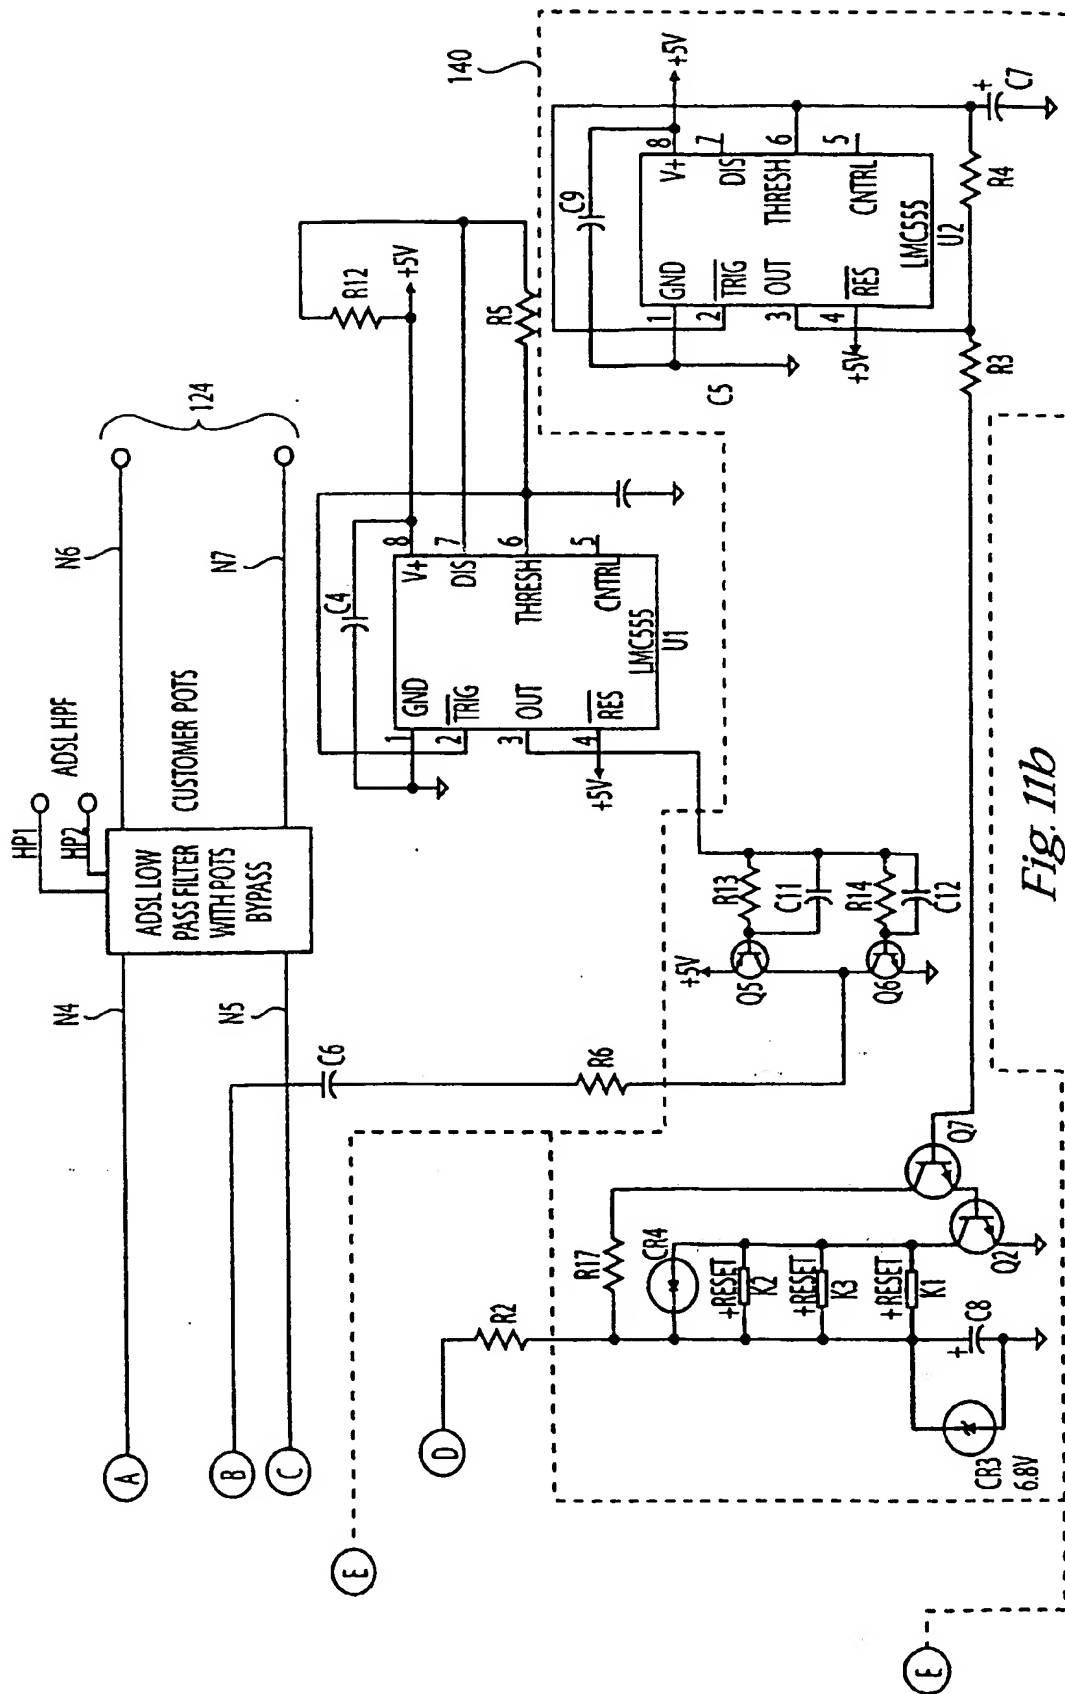 HP1
HP2
ADSL HPF
N4
ADSL LOW
PASS FILTER
WITH POTS
BYPASS
CUSTOMER POTS
N6
124
A
B
C
N5
N7
C6
R6
C4
R12
+5V
1
GND
V+
8
2
TRIG
DIS
7
3
OUT
THRESH
6
4
RES
CNTRL
5
+5V
LMC555
U1
R5
140
C9
+5V
1
GND
V+
8
2
TRIG
DIS
7
3
OUT
THRESH
6
4
RES
CNTRL
5
+5V
LMC555
U2
C5
R3
R4
+
C7
+5V
Q5
R13
C11
Q6
R14
C12
E
D
R2
R17
CR4
+RESET
K2
+RESET
K3
+RESET
K1
Q7
Q2
+
C8
CR3
6.8V
E
Fig. 11b